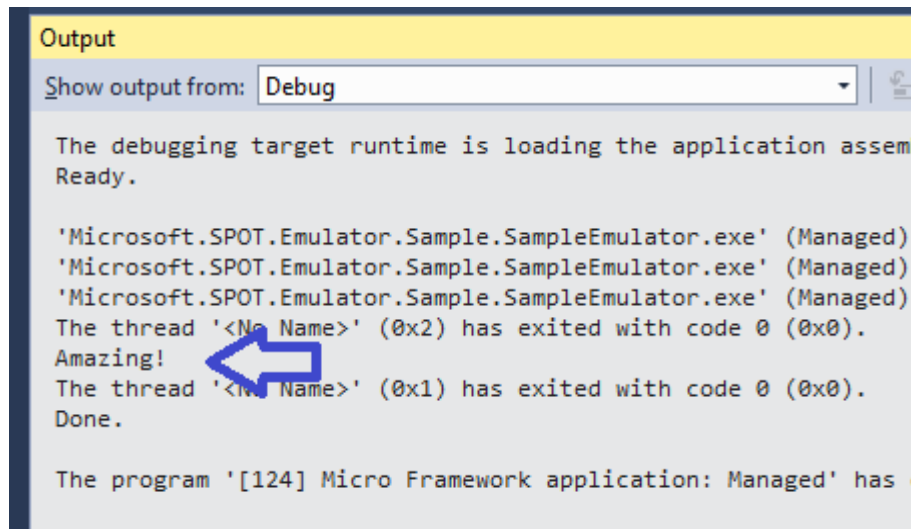 Output
Show output from: Debug
The debugging target runtime is loading the application assem
Ready.
'Microsoft.SPOT.Emulator.Sample.SampleEmulator.exe' (Managed)
'Microsoft.SPOT.Emulator.Sample.SampleEmulator.exe' (Managed)
'Microsoft.SPOT.Emulator.Sample.SampleEmulator.exe' (Managed)
The thread '<No Name>' (0x2) has exited with code 0 (0x0).
Amazing!
The thread '<No Name>' (0x1) has exited with code 0 (0x0).
Done.
The program '[124] Micro Framework application: Managed' has